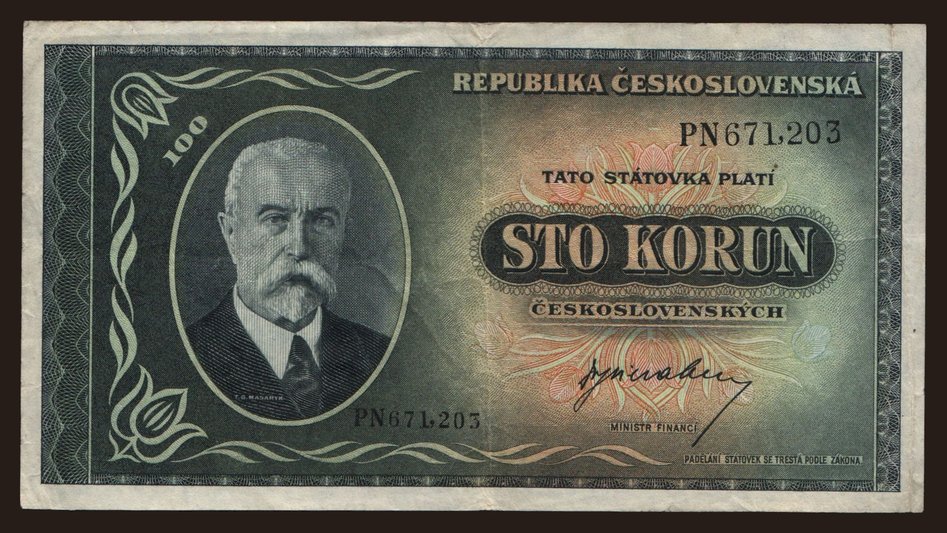 REPUBLIKA ČESKOSLOVENSKÁ
100
PN671,203
TATO STÁTOVKA PLATÍ
STO KORUN
ČESKOSLOVENSKÝCH
T.G.MASARYK
PN671,203
MINISTR FINANCÍ
PADĚLÁNÍ STÁTOVEK SE TRESTÁ PODLE ZÁKONA.